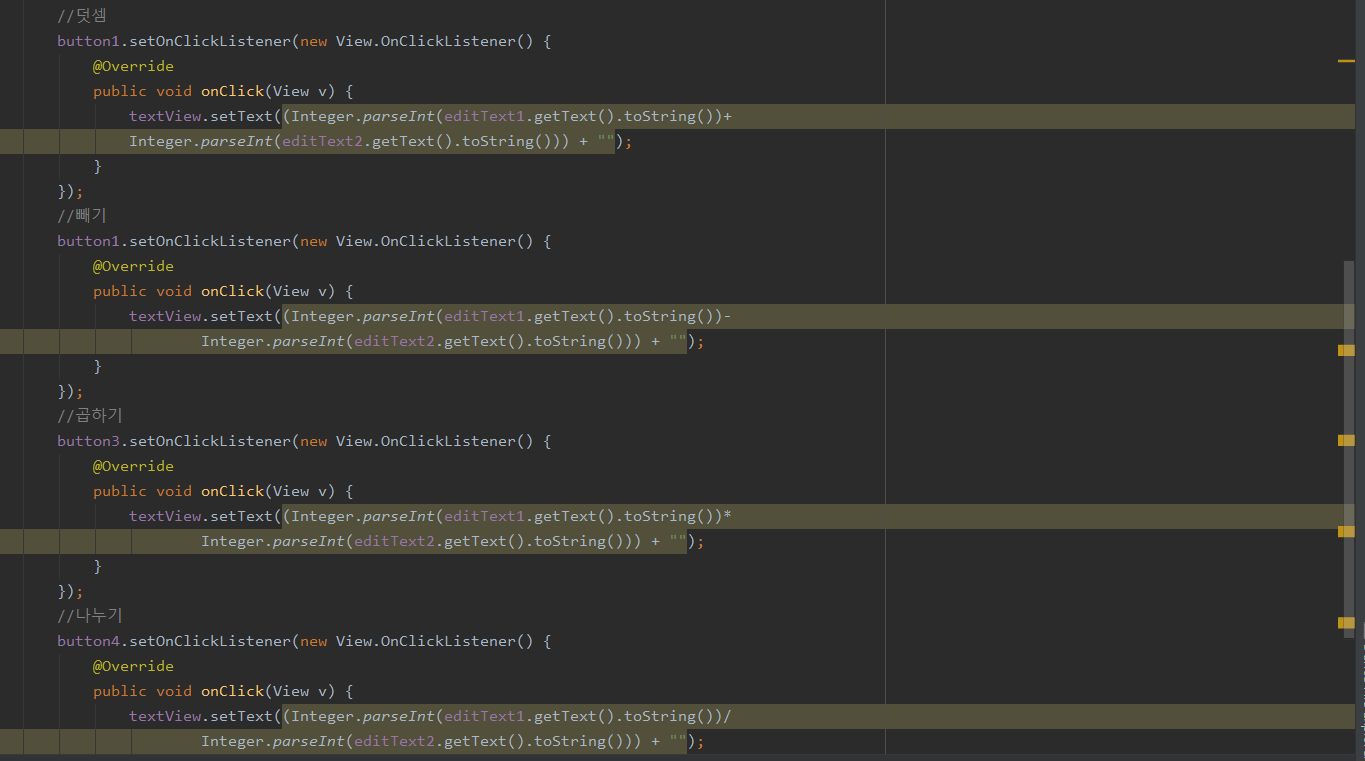 //덧셈
button1.setOnClickListener(new View.OnClickListener() {
@Override
public void onClick(View v) {
textView.setText((Integer.parseInt(editText1.getText().toString())+
Integer.parseInt(editText2.getText().toString())) + "");
}
});
//빼기
button1.setOnClickListener(new View.OnClickListener() {
@Override
public void onClick(View v) {
textView.setText((Integer.parseInt(editText1.getText().toString())-
Integer.parseInt(editText2.getText().toString())) + "");
}
});
//곱하기
button3.setOnClickListener(new View.OnClickListener() {
@Override
public void onClick(View v) {
textView.setText((Integer.parseInt(editText1.getText().toString())*
Integer.parseInt(editText2.getText().toString())) + "");
}
});
//나누기
button4.setOnClickListener(new View.OnClickListener() {
@Override
public void onClick(View v) {
textView.setText((Integer.parseInt(editText1.getText().toString())/
Integer.parseInt(editText2.getText().toString())) + "");